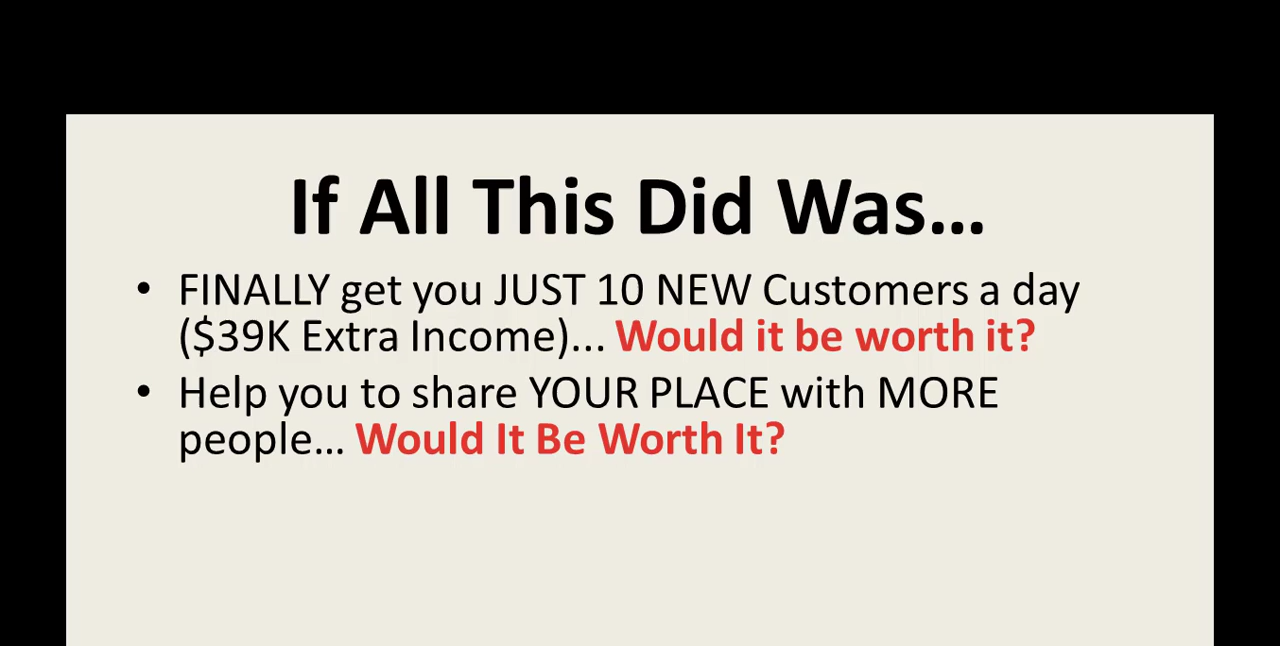 If All This Did Was…
• FINALLY get you JUST 10 NEW Customers a day
($39K Extra Income)... Would it be worth it?
• Help you to share YOUR PLACE with MORE
people… Would It Be Worth It?